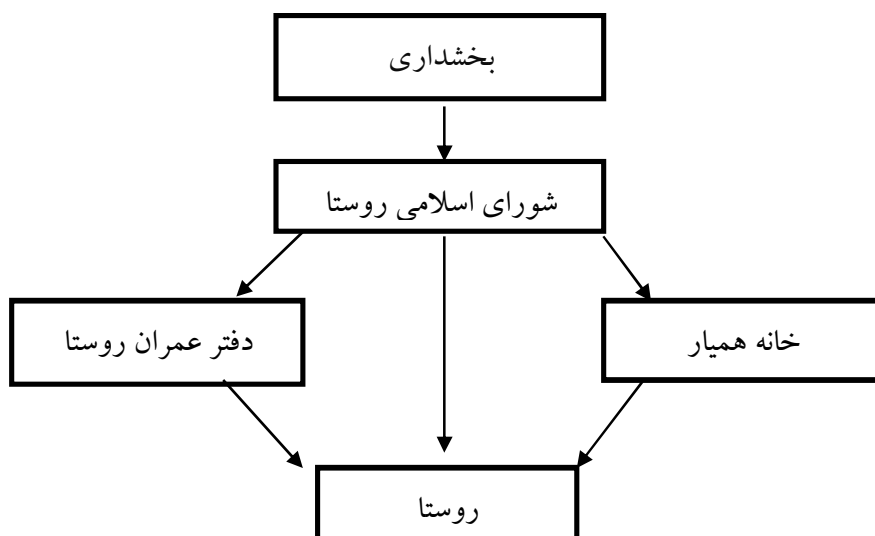 بخشداری
شورای اسلامی روستا
خانه همیار
دفتر عمران روستا
روستا